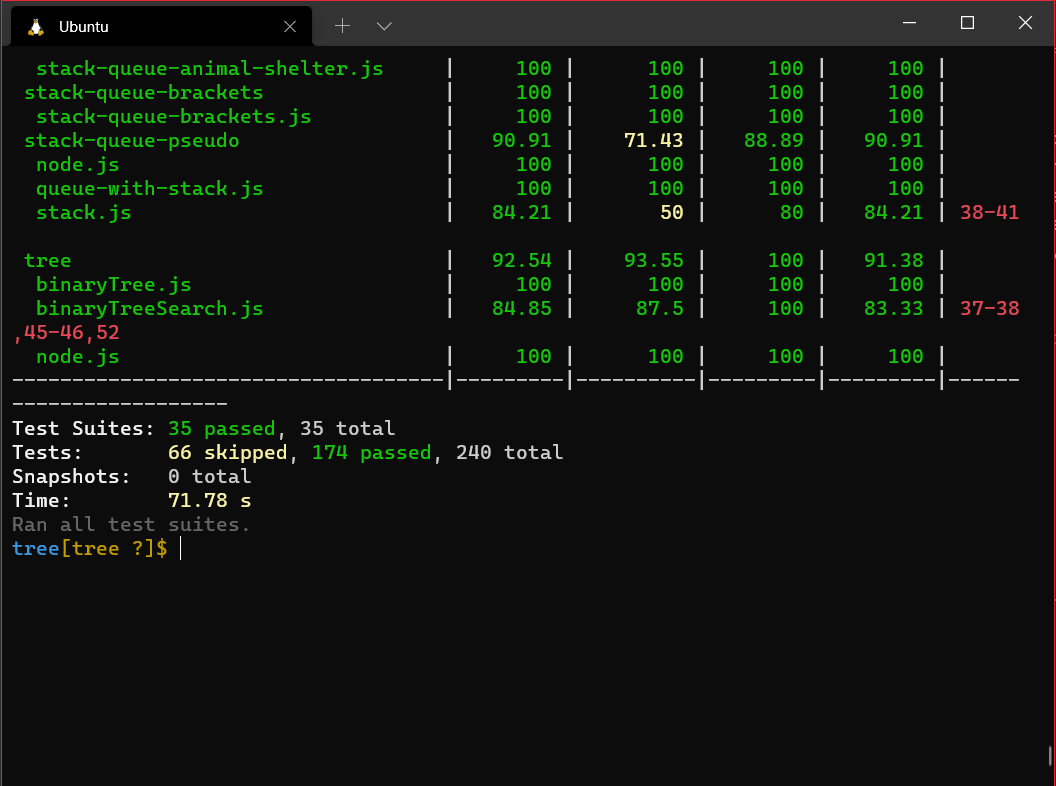 Ubuntu
stack-queue-animal-shelter.js | 100 | 100 | 100 | 100 |
stack-queue-brackets | 100 | 100 | 100 | 100 |
stack-queue-brackets.js | 100 | 100 | 100 | 100 |
stack-queue-pseudo | 90.91 | 71.43 | 88.89 | 90.91 |
node.js | 100 | 100 | 100 | 100 |
queue-with-stack.js | 100 | 100 | 100 | 100 |
stack.js | 84.21 | 50 | 80 | 84.21 | 38-41
tree | 92.54 | 93.55 | 100 | 91.38 |
binaryTree.js | 100 | 100 | 100 | 100 |
binaryTreeSearch.js | 84.85 | 87.5 | 100 | 83.33 | 37-38
,45-46,52
node.js | 100 | 100 | 100 | 100 |
------------------------------------|---------|----------|---------|---------|------
------------------
Test Suites: 35 passed, 35 total
Tests: 66 skipped, 174 passed, 240 total
Snapshots: 0 total
Time: 71.78 s
Ran all test suites.
tree[tree ?]$